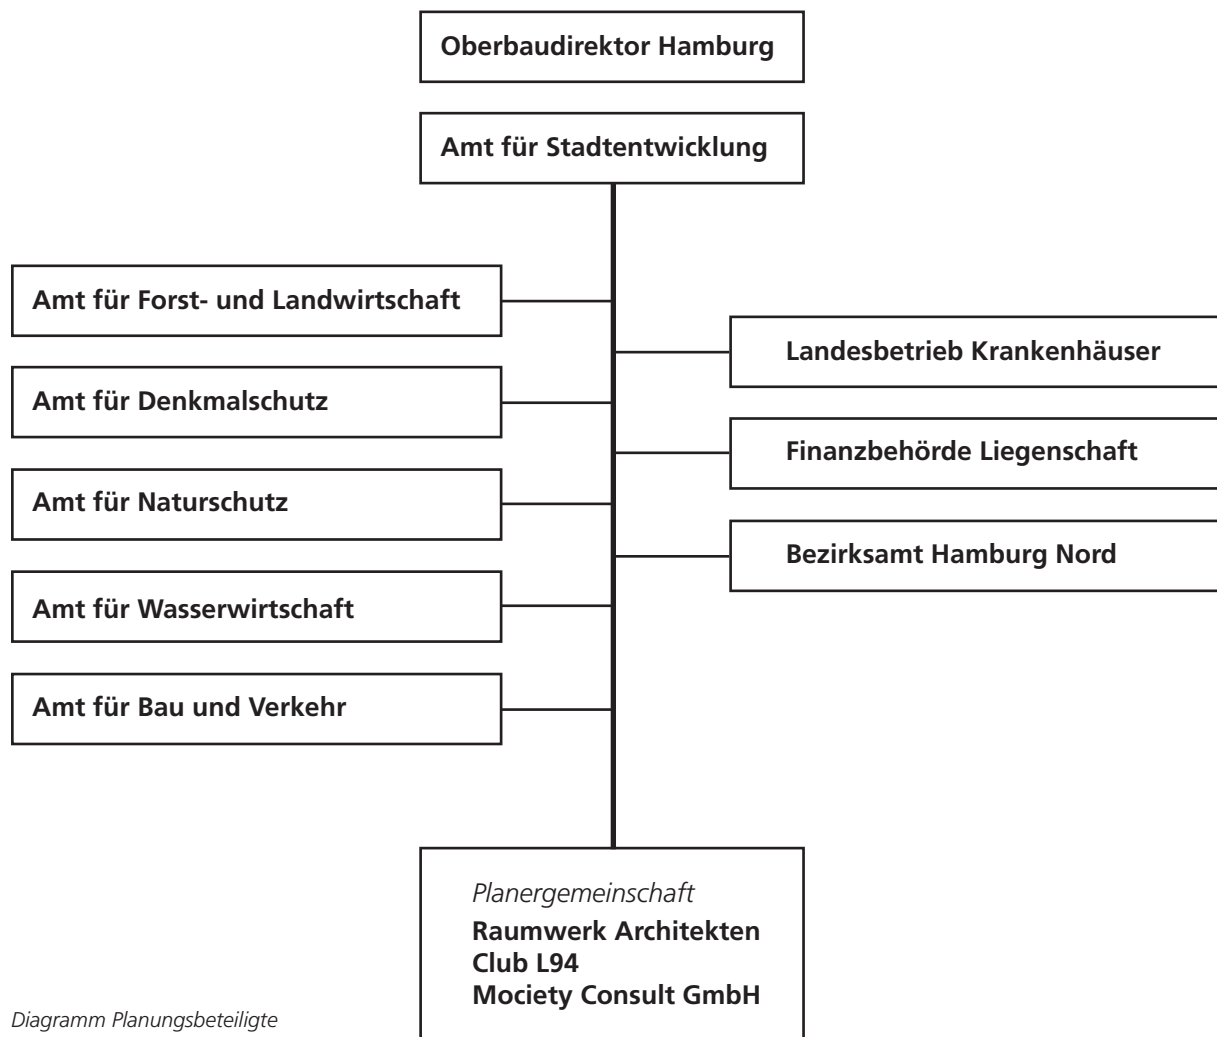 Oberbaudirektor Hamburg
Amt für Stadtentwicklung
Amt für Forst- und Landwirtschaft
Amt für Denkmalschutz
Amt für Naturschutz
Amt für Wasserwirtschaft
Amt für Bau und Verkehr
Landesbetrieb Krankenhäuser
Finanzbehörde Liegenschaft
Bezirksamt Hamburg Nord
Planergemeinschaft
Raumwerk Architekten
Club L94
Mociety Consult GmbH
Diagramm Planungsbeteiligte